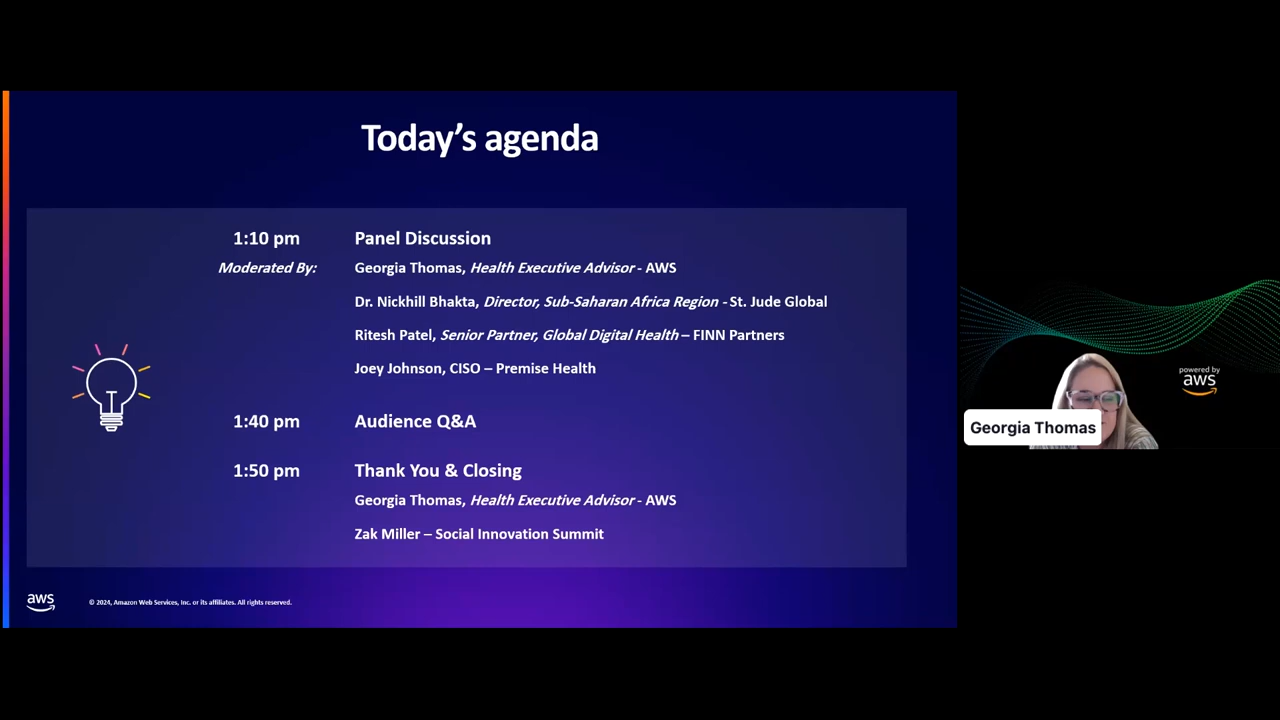 Today's agenda
1:10 pm Panel Discussion
Moderated By: Georgia Thomas, Health Executive Advisor - AWS
Dr. Nickhill Bhakta, Director, Sub-Saharan Africa Region - St. Jude Global
Ritesh Patel, Senior Partner, Global Digital Health – FINN Partners
Joey Johnson, CISO – Premise Health
1:40 pm Audience Q&A
1:50 pm Thank You & Closing
Georgia Thomas, Health Executive Advisor - AWS
Zak Miller – Social Innovation Summit
aws © 2024, Amazon Web Services, Inc. or its affiliates. All rights reserved.
powered by
aws
Georgia Thomas